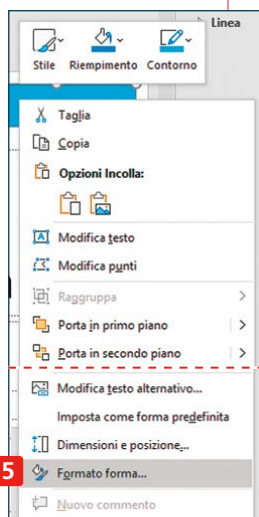 Linea
Stile Riempimento Contorno
Taglia
Copia
Opzioni Incolla:
Modifica testo
Modifica punti
Raggruppa
Porta in primo piano
Porta in secondo piano
Modifica testo alternativo...
Imposta come forma predefinita
Dimensioni e posizione...
5 Formato forma...
Nuovo commento